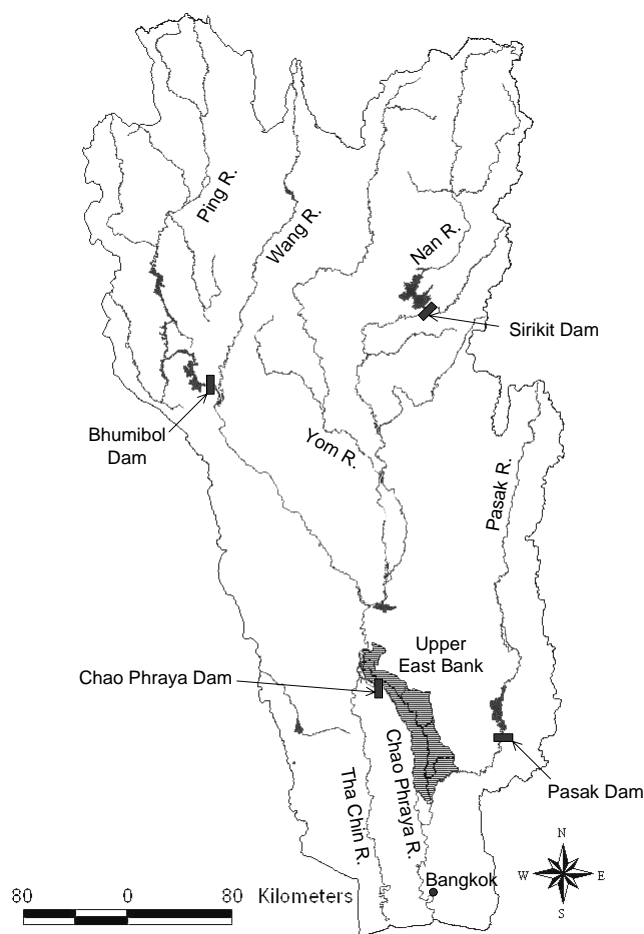 Ping R.
Wang R.
Nan R.
Sirikit Dam
Bhumibol
Dam
Yom R.
Pasak R.
Upper
East Bank
Chao Phraya Dam
Chao Phraya R.
Tha Chin R.
Pasak Dam
Bangkok
N
W
E
S
80
0
80
Kilometers